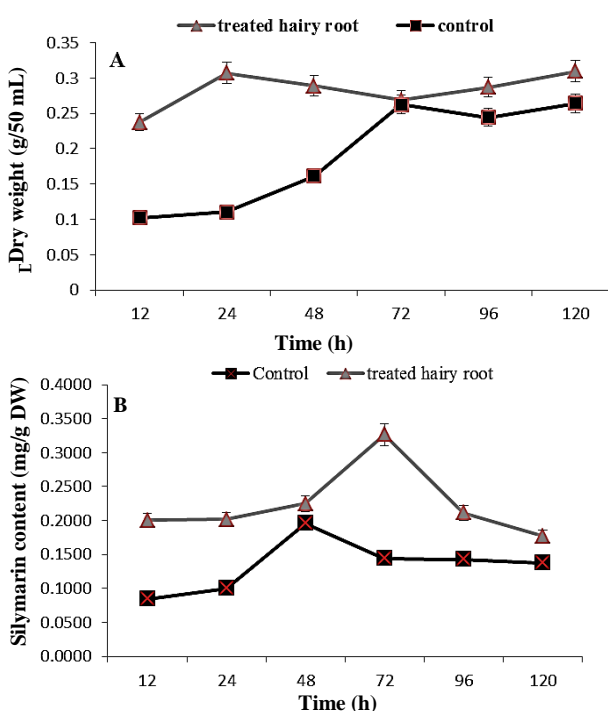 treated hairy root control
A
0.35
0.3
0.25
0.2
0.15
0.1
0.05
0
E Dry weight (g/50 mL)
12 24 48 72 96 120
Time (h)
Control treated hairy root
B
0.4000
0.3500
0.3000
0.2500
0.2000
0.1500
0.1000
0.0500
0.0000
Silymarin content (mg/g DW)
12 24 48 72 96 120
Time (h)